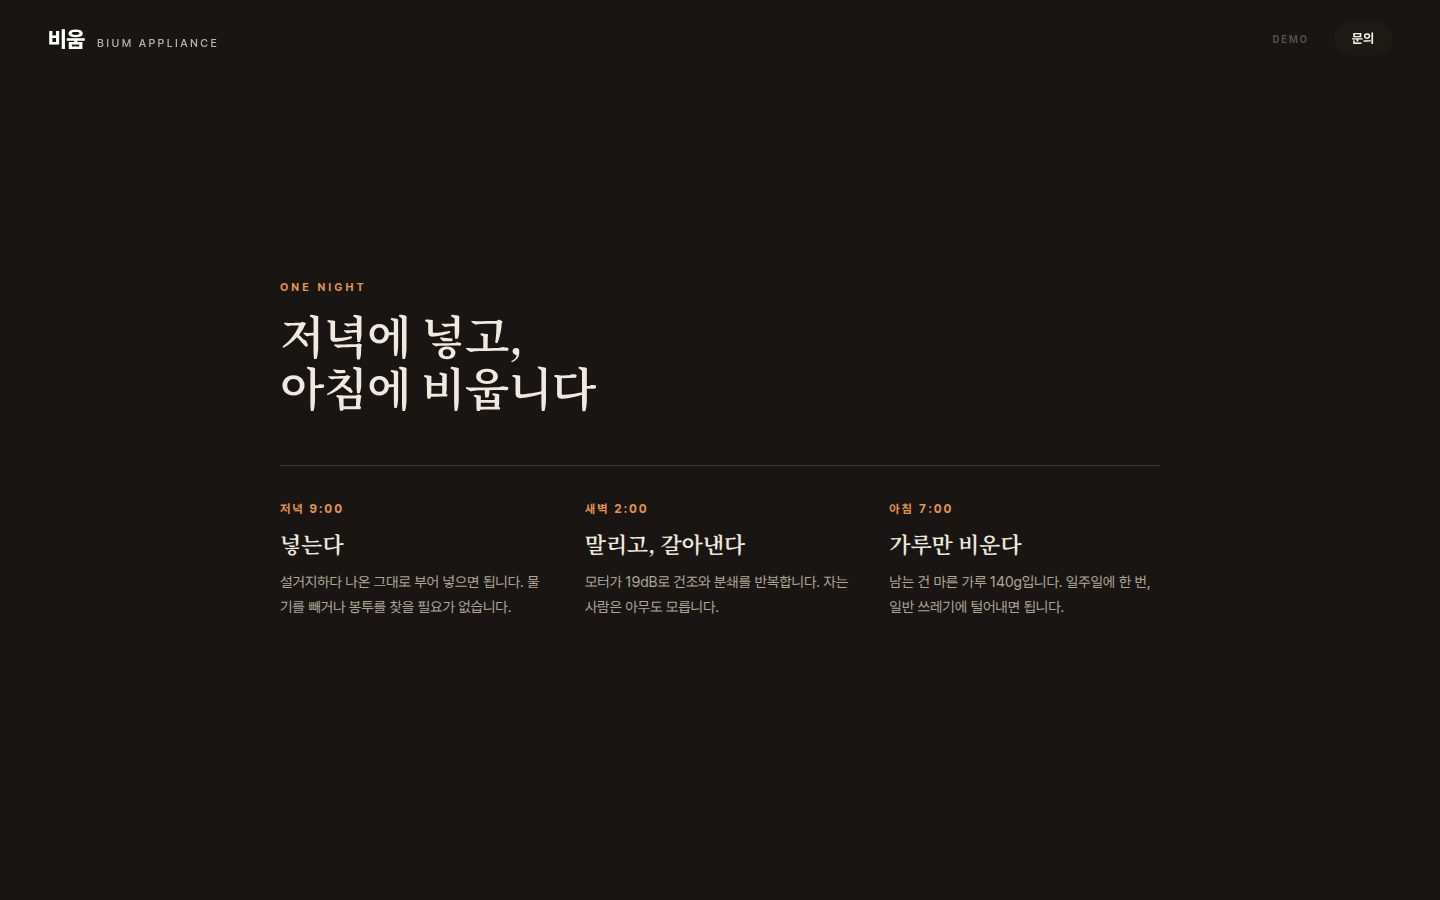 비움 BIUM APPLIANCE
DEMO
문의
ONE NIGHT
저녁에 넣고,
아침에 비웁니다
저녁 9:00
넣는다
설거지하다 나온 그대로 부어 넣으면 됩니다. 물
기를 빼거나 봉투를 찾을 필요가 없습니다.
새벽 2:00
말리고, 갈아낸다
모터가 19dB로 건조와 분쇄를 반복합니다. 자는
사람은 아무도 모릅니다.
아침 7:00
가루만 비운다
남는 건 마른 가루 140g입니다. 일주일에 한 번,
일반 쓰레기에 털어내면 됩니다.